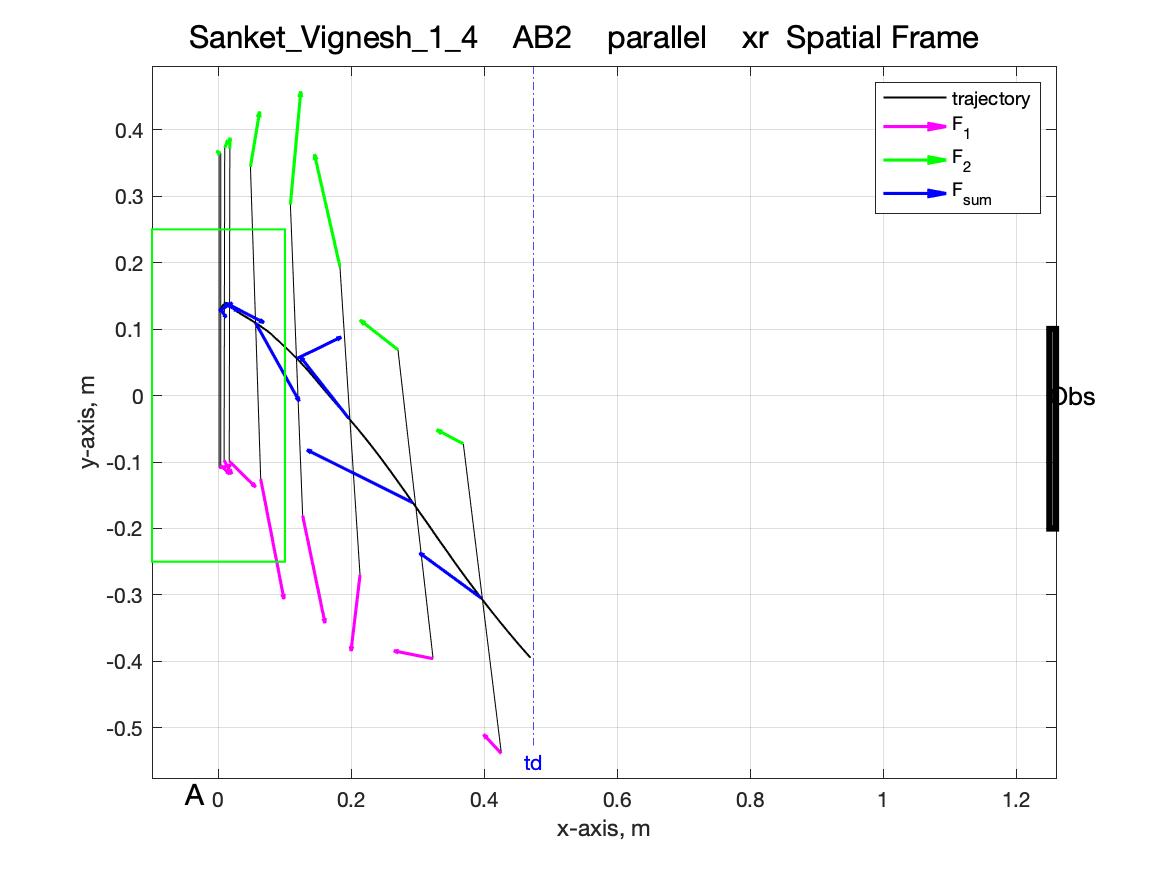 Sanket_Vignesh_1_4 AB2 parallel xr Spatial Frame
trajectory
F1
F2
Fsum
0.4
0.3
0.2
0.1
0
-0.1
-0.2
-0.3
-0.4
-0.5
y-axis, m
Obs
td
A
0 0.2 0.4 0.6 0.8 1 1.2
x-axis, m